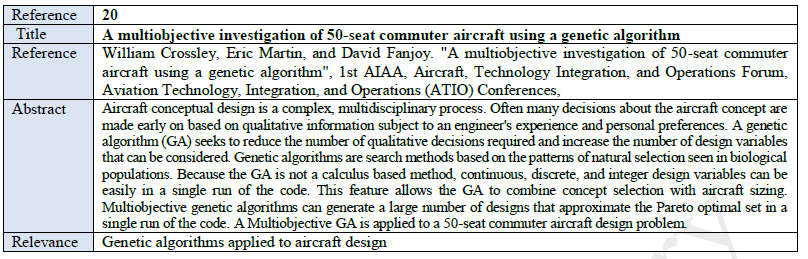 Reference 20
Title A multiobjective investigation of 50-seat commuter aircraft using a genetic algorithm
Reference William Crossley, Eric Martin, and David Fanjoy. "A multiobjective investigation of 50-seat commuter
aircraft using a genetic algorithm", 1st AIAA, Aircraft, Technology Integration, and Operations Forum,
Aviation Technology, Integration, and Operations (ATIO) Conferences,
Abstract Aircraft conceptual design is a complex, multidisciplinary process. Often many decisions about the aircraft concept are
made early on based on qualitative information subject to an engineer's experience and personal preferences. A genetic
algorithm (GA) seeks to reduce the number of qualitative decisions required and increase the number of design variables
that can be considered. Genetic algorithms are search methods based on the patterns of natural selection seen in biological
populations. Because the GA is not a calculus based method, continuous, discrete, and integer design variables can be
easily in a single run of the code. This feature allows the GA to combine concept selection with aircraft sizing.
Multiobjective genetic algorithms can generate a large number of designs that approximate the Pareto optimal set in a
single run of the code. A Multiobjective GA is applied to a 50-seat commuter aircraft design problem.
Relevance Genetic algorithms applied to aircraft design